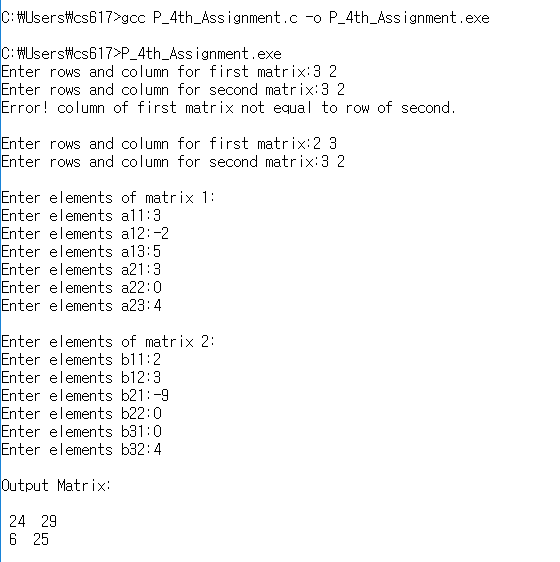 C:₩Users₩cs617>gcc P_4th_Assignment.c -o P_4th_Assignment.exe
C:₩Users₩cs617>P_4th_Assignment.exe
Enter rows and column for first matrix:3 2
Enter rows and column for second matrix:3 2
Error! column of first matrix not equal to row of second.
Enter rows and column for first matrix:2 3
Enter rows and column for second matrix:3 2
Enter elements of matrix 1:
Enter elements a11:3
Enter elements a12:-2
Enter elements a13:5
Enter elements a21:3
Enter elements a22:0
Enter elements a23:4
Enter elements of matrix 2:
Enter elements b11:2
Enter elements b12:3
Enter elements b21:-9
Enter elements b22:0
Enter elements b31:0
Enter elements b32:4
Output Matrix:
24 29
6 25